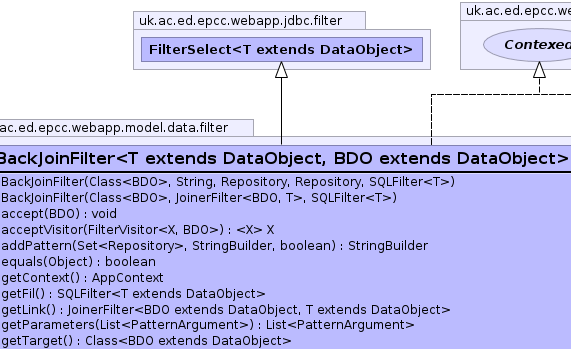 uk.ac.ed.epcc.webapp.jdbc.filter
uk.ac.ed.epcc.we
FilterSelect<T extends DataObject>
Contexed
ac.ed.epcc.webapp.model.data.filter
BackJoinFilter<T extends DataObject, BDO extends DataObject>
BackJoinFilter(Class<BDO>, String, Repository, Repository, SQLFilter<T>)
BackJoinFilter(Class<BDO>, JoinerFilter<BDO, T>, SQLFilter<T>)
accept(BDO) : void
acceptVisitor(FilterVisitor<X, BDO>) : <X> X
addPattern(Set<Repository>, StringBuilder, boolean) : StringBuilder
equals(Object) : boolean
getContext() : AppContext
getFil() : SQLFilter<T extends DataObject>
getLink() : JoinerFilter<BDO extends DataObject, T extends DataObject>
getParameters(List<PatternArgument>) : List<PatternArgument>
getTarget() : Class<BDO extends DataObject>